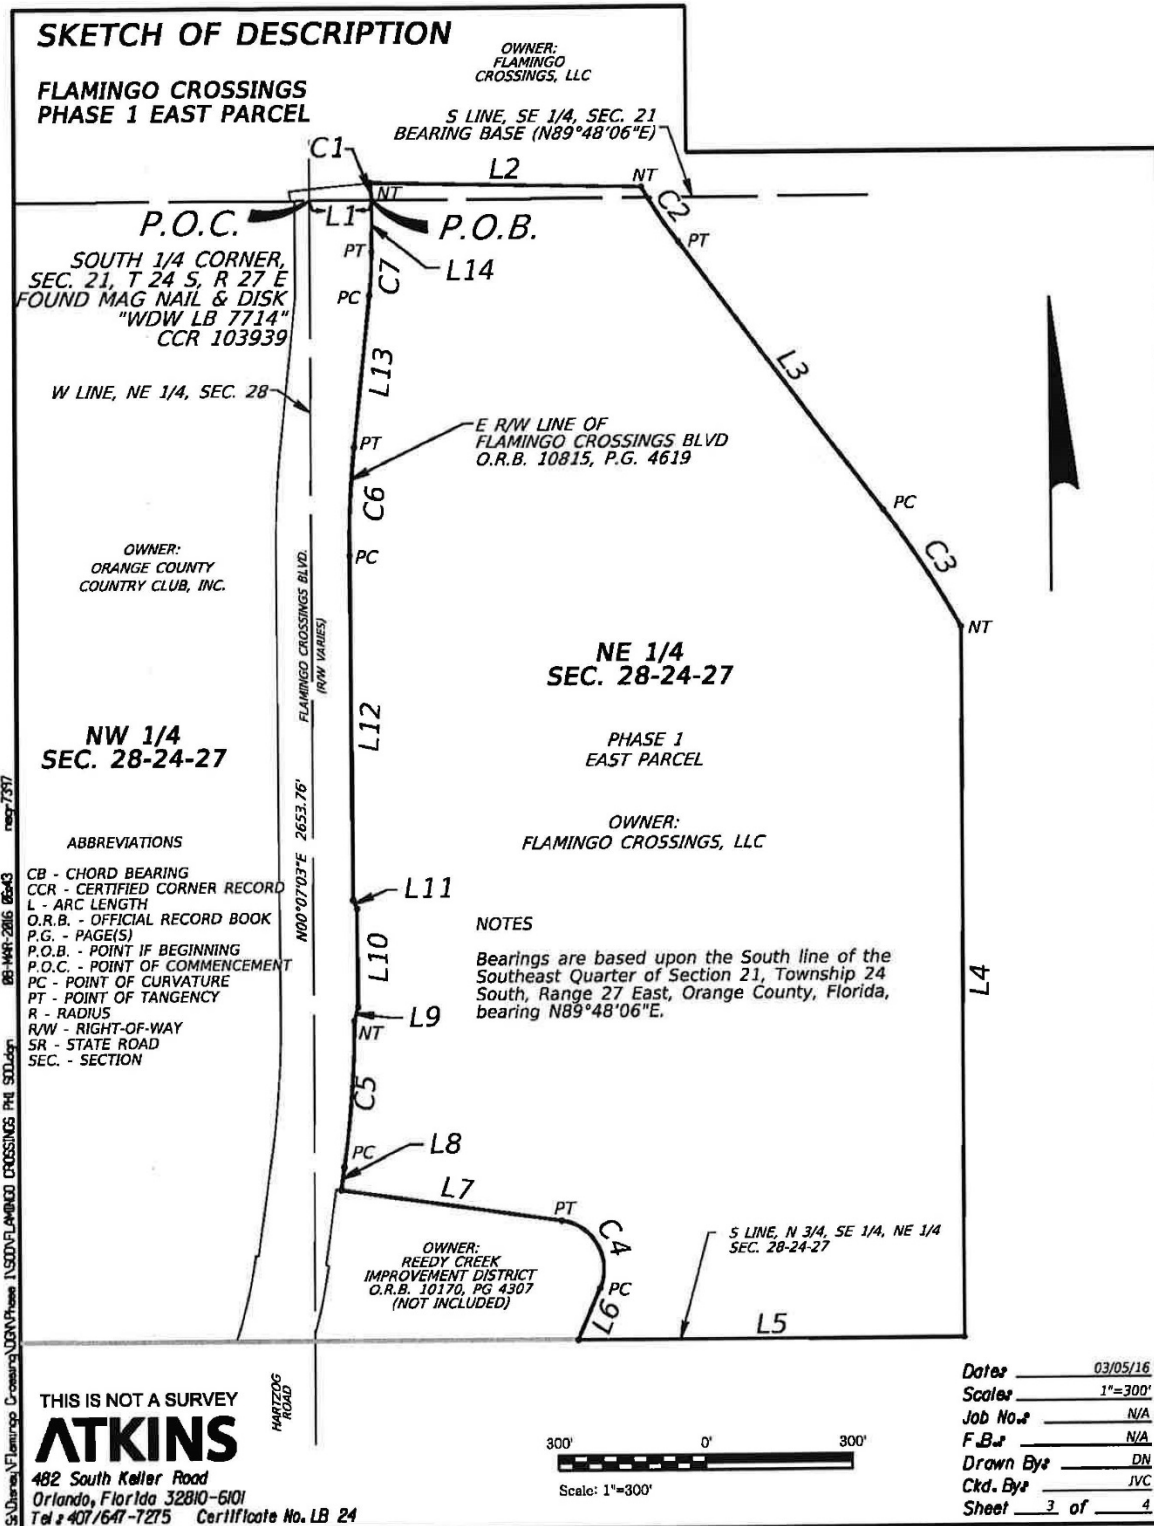 SKETCH OF DESCRIPTION
FLAMINGO CROSSINGS
PHASE 1 EAST PARCEL
OWNER:
FLAMINGO
CROSSINGS, LLC
S LINE, SE 1/4, SEC. 21
BEARING BASE (N89°48'06"E)
C1
L2
NT
NT
C2
PT
L1
P.O.C.
P.O.B.
SOUTH 1/4 CORNER,
SEC. 21, T 24 S, R 27 E
FOUND MAG NAIL & DISK
"WDW LB 7714"
CCR 103939
PT
L14
C7
PC
L13
L3
W LINE, NE 1/4, SEC. 28
E R/W LINE OF
FLAMINGO CROSSINGS BLVD
O.R.B. 10815, P.G. 4619
PT
C6
PC
PC
C3
NT
OWNER:
ORANGE COUNTY
COUNTRY CLUB, INC.
FLAMINGO CROSSINGS BLVD.
(R/W VARIES)
NE 1/4
SEC. 28-24-27
L12
NW 1/4
SEC. 28-24-27
PHASE 1
EAST PARCEL
N00°07'03"E 2653.76'
OWNER:
FLAMINGO CROSSINGS, LLC
ABBREVIATIONS
CB - CHORD BEARING
CCR - CERTIFIED CORNER RECORD
L - ARC LENGTH
O.R.B. - OFFICIAL RECORD BOOK
P.G. - PAGE(S)
P.O.B. - POINT IF BEGINNING
P.O.C. - POINT OF COMMENCEMENT
PC - POINT OF CURVATURE
PT - POINT OF TANGENCY
R - RADIUS
R/W - RIGHT-OF-WAY
SR - STATE ROAD
SEC. - SECTION
L11
L10
L9
NT
NOTES
Bearings are based upon the South line of the
Southeast Quarter of Section 21, Township 24
South, Range 27 East, Orange County, Florida,
bearing N89°48'06"E.
L4
C5
PC
L8
L7
PT
C4
PC
L6
OWNER:
REEDY CREEK
IMPROVEMENT DISTRICT
O.R.B. 10170, PG 4307
(NOT INCLUDED)
S LINE, N 3/4, SE 1/4, NE 1/4
SEC. 28-24-27
L5
HARTZOG
ROAD
THIS IS NOT A SURVEY
ATKINS
482 South Keller Road
Orlando, Florida 32810-6101
Tel: 407/647-7275 Certificate No. LB 24
300' 0' 300'
Scale: 1"=300'
Date: 03/05/16
Scale: 1"=300'
Job No.: N/A
F.B.: N/A
Drawn By: DN
Ckd. By: JVC
Sheet 3 of 4